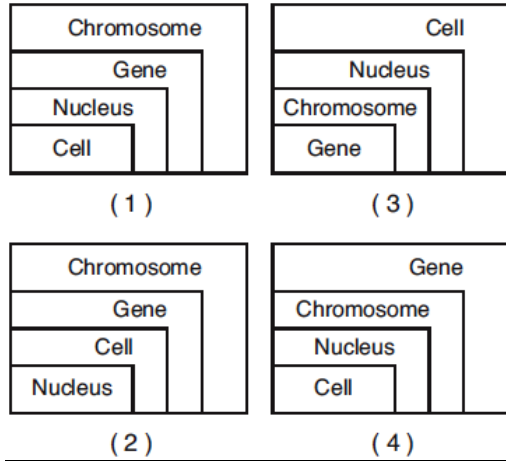 Chromosome
Gene
Nucleus
Cell
( 1 )
Cell
Nucleus
Chromosome
Gene
( 3 )
Chromosome
Gene
Cell
Nucleus
( 2 )
Gene
Chromosome
Nucleus
Cell
( 4 )